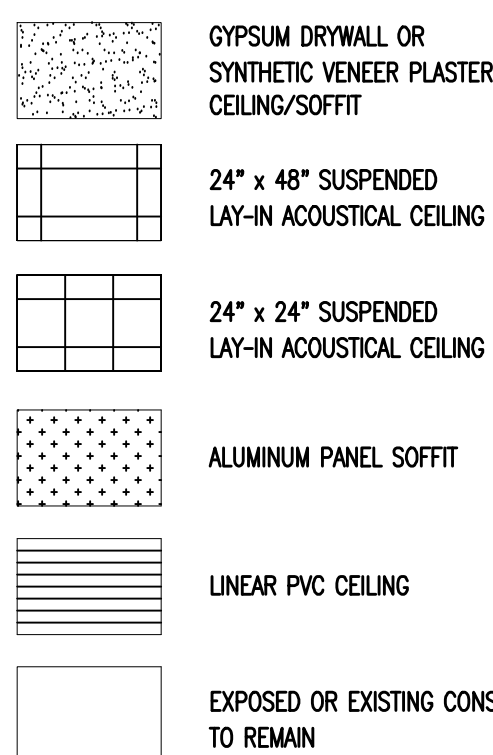 GYPSUM DRYWALL OR
SYNTHETIC VENEER PLASTER
CEILING/SOFFIT
24" x 48" SUSPENDED
LAY-IN ACOUSTICAL CEILING
24" x 24" SUSPENDED
LAY-IN ACOUSTICAL CEILING
ALUMINUM PANEL SOFFIT
LINEAR PVC CEILING
EXPOSED OR EXISTING
TO REMAIN